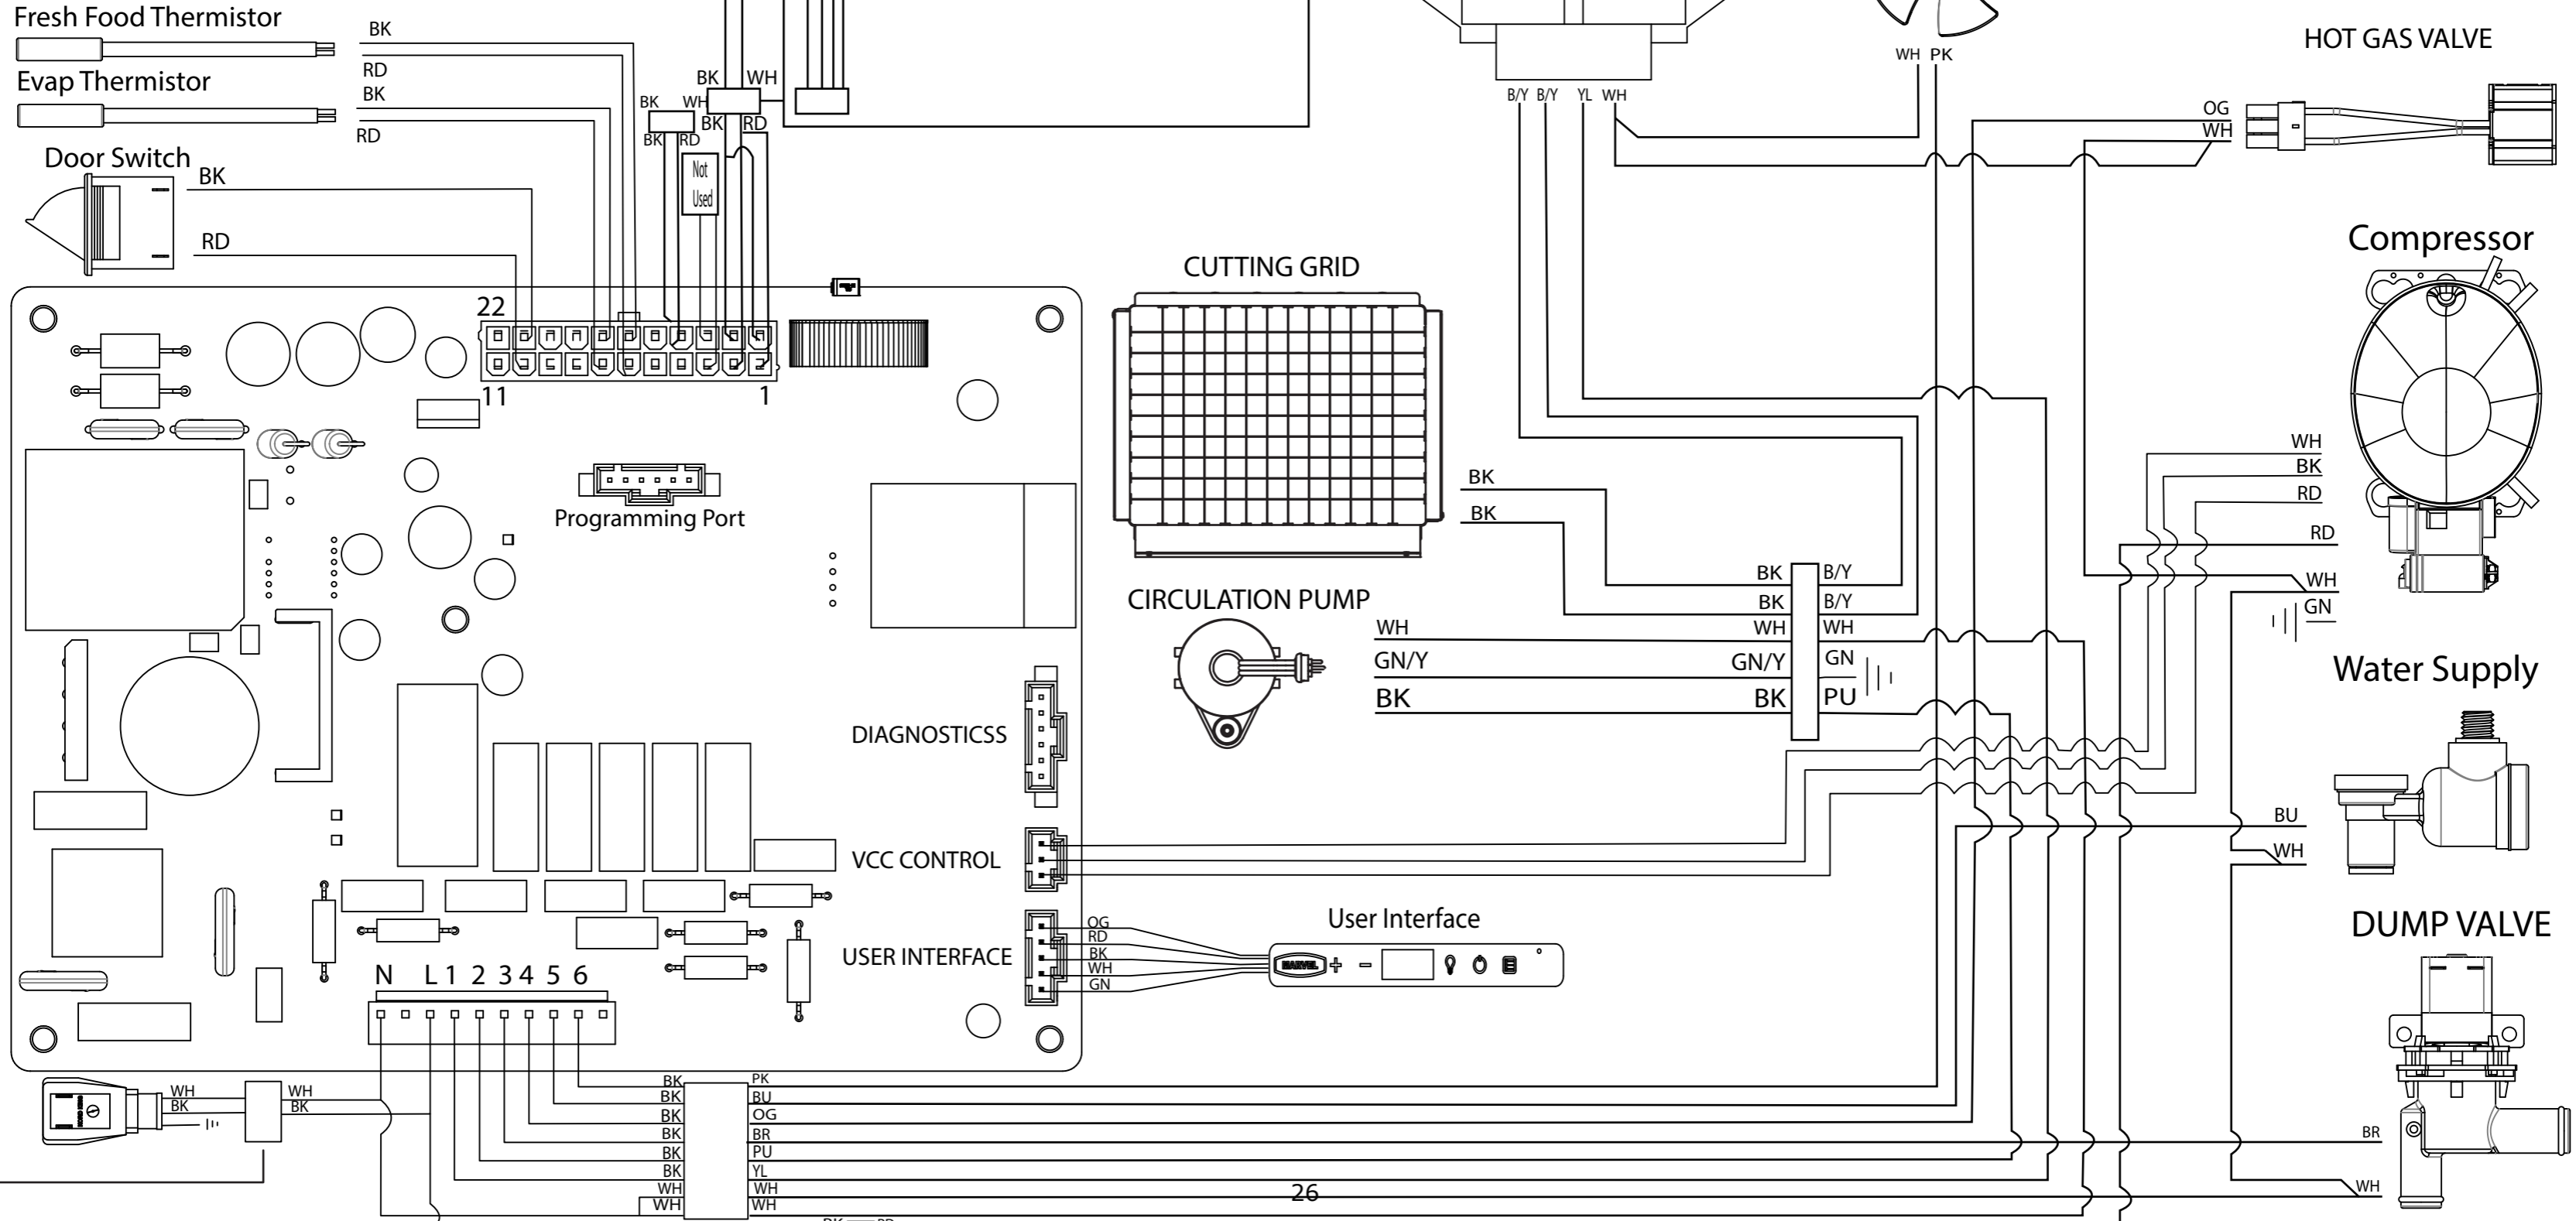 Fresh Food Thermistor
BK
RD
Evap Thermistor
BK
RD
Door Switch
BK
RD
BK WH
BK WH
BK RD
BK RD
Not
Used
WH PK
B/Y B/Y YL WH
HOT GAS VALVE
OG
WH
Compressor
WH
BK
RD
RD
WH
GN
CUTTING GRID
BK
BK
BK B/Y
BK B/Y
CIRCULATION PUMP
WH WH WH
GN/Y GN/Y GN
BK BK PU
Water Supply
BU
WH
DUMP VALVE
BR
WH
22
11 1
Programming Port
DIAGNOSTICSS
VCC CONTROL
USER INTERFACE
OG
RD
BK
WH
GN
User Interface
MARVEL + -
N L 1 2 3 4 5 6
WH WH
BK BK
BK PK
BK BU
BK OG
BK BR
BK PU
BK YL
WH WH
WH WH
26
BK RD